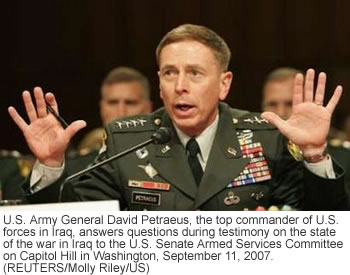 PETRAEUS
U.S. Army General David Petraeus, the top commander of U.S.
forces in Iraq, answers questions during testimony on the state
of the war in Iraq to the U.S. Senate Armed Services Committee
on Capitol Hill in Washington, September 11, 2007.
(REUTERS/Molly Riley/US)